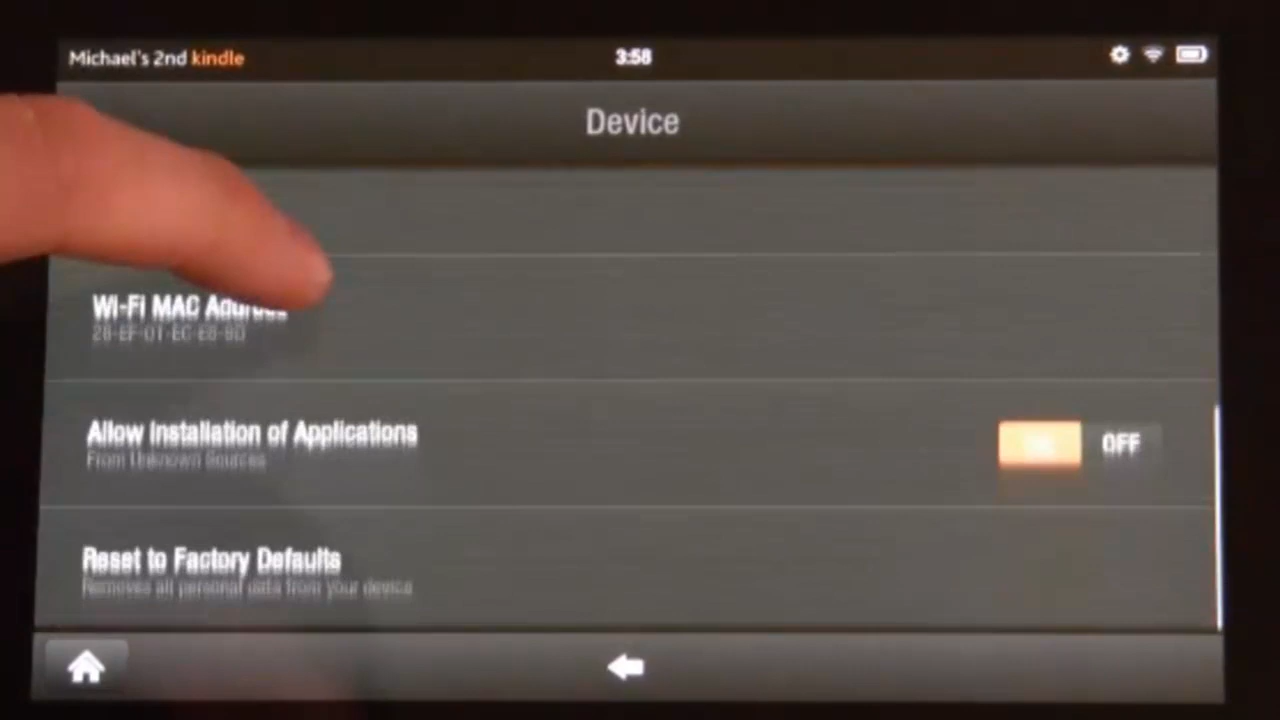 Michael's 2nd kindle
3:58
Device
Wi-Fi MAC Address
Allow Installation of Applications
From Unknown Sources
OFF
Reset to Factory Defaults
Removes all personal data from your device